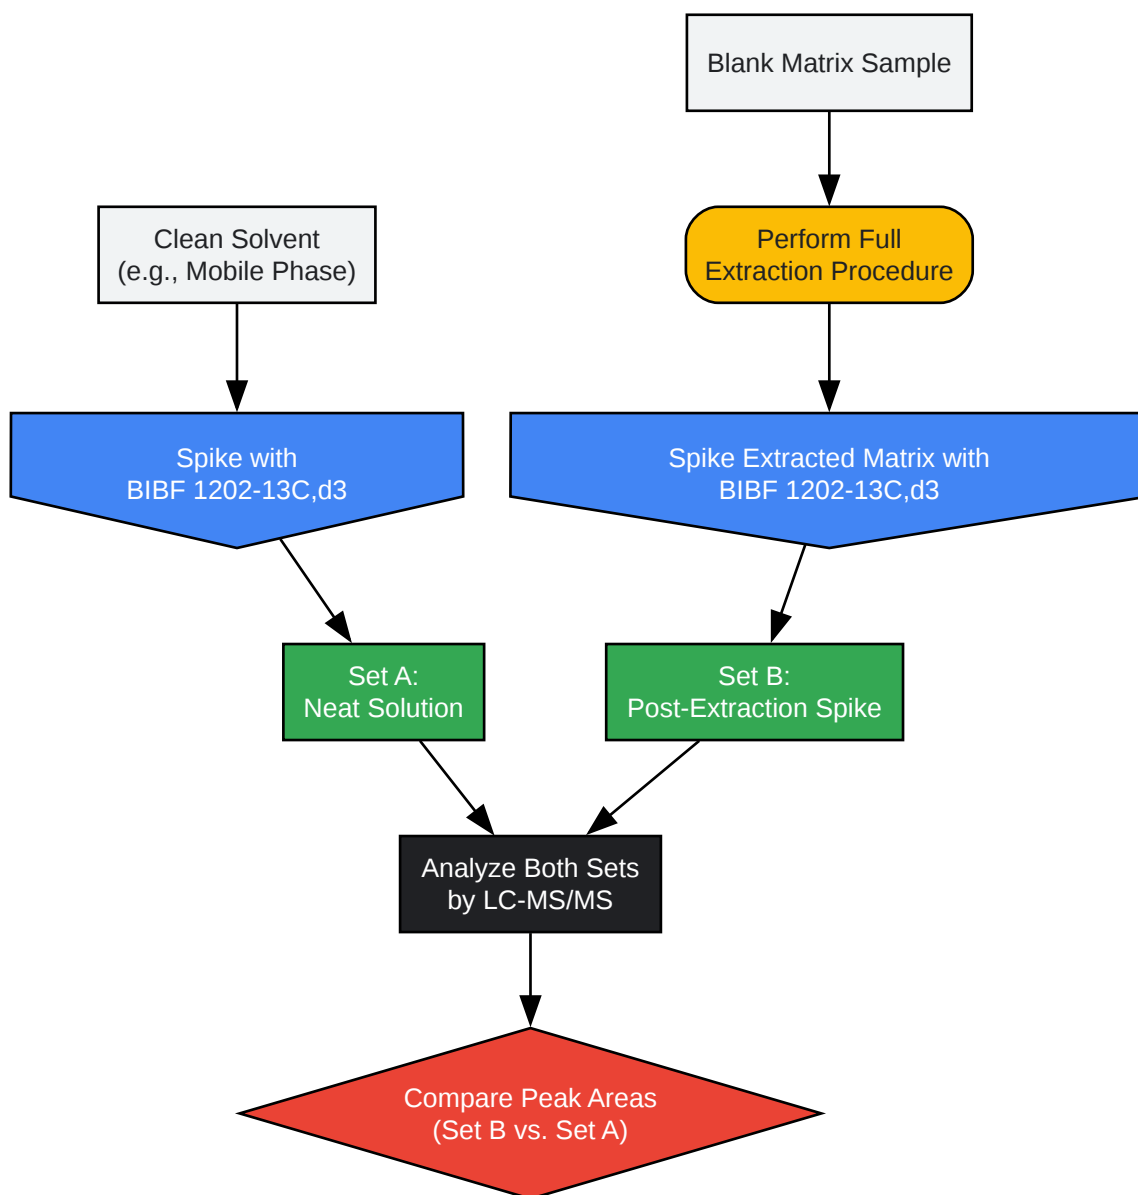 Blank Matrix Sample
Clean Solvent
(e.g., Mobile Phase)
Perform Full
Extraction Procedure
Spike with
BIBF 1202-13C,d3
Spike Extracted Matrix with
BIBF 1202-13C,d3
Set A:
Neat Solution
Set B:
Post-Extraction Spike
Analyze Both Sets
by LC-MS/MS
Compare Peak Areas
(Set B vs. Set A)